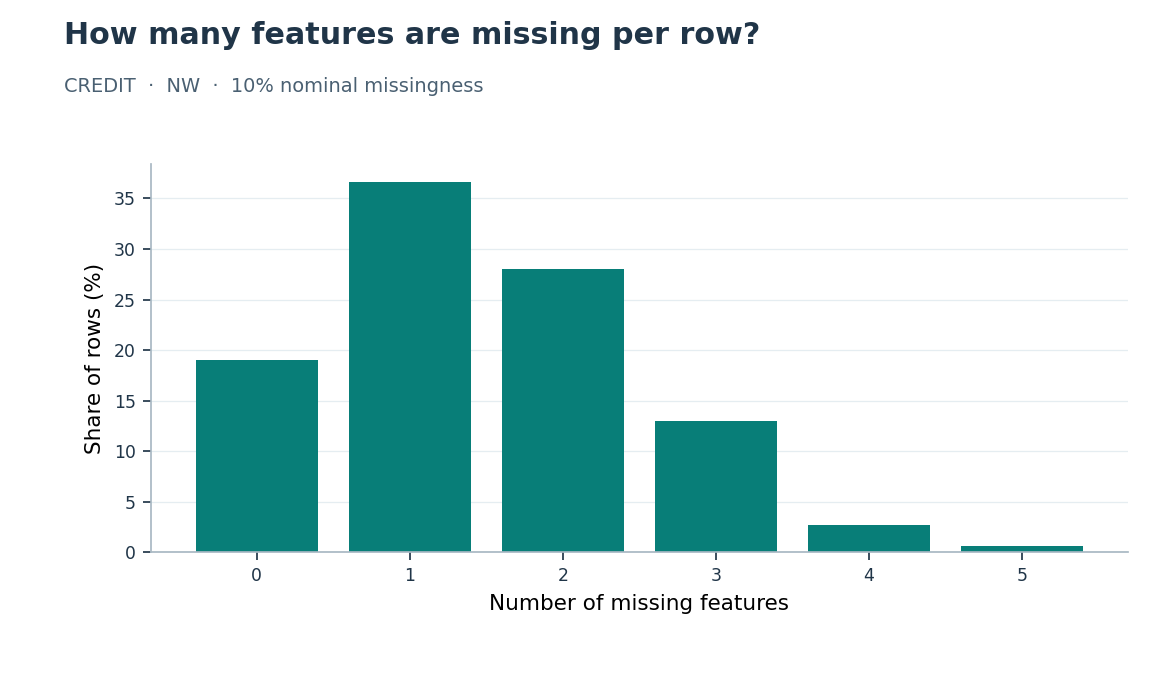 How many features are missing per row?
CREDIT · NW · 10% nominal missingness
Share of rows (%)
35
30
25
20
15
10
5
0
0 1 2 3 4 5
Number of missing features